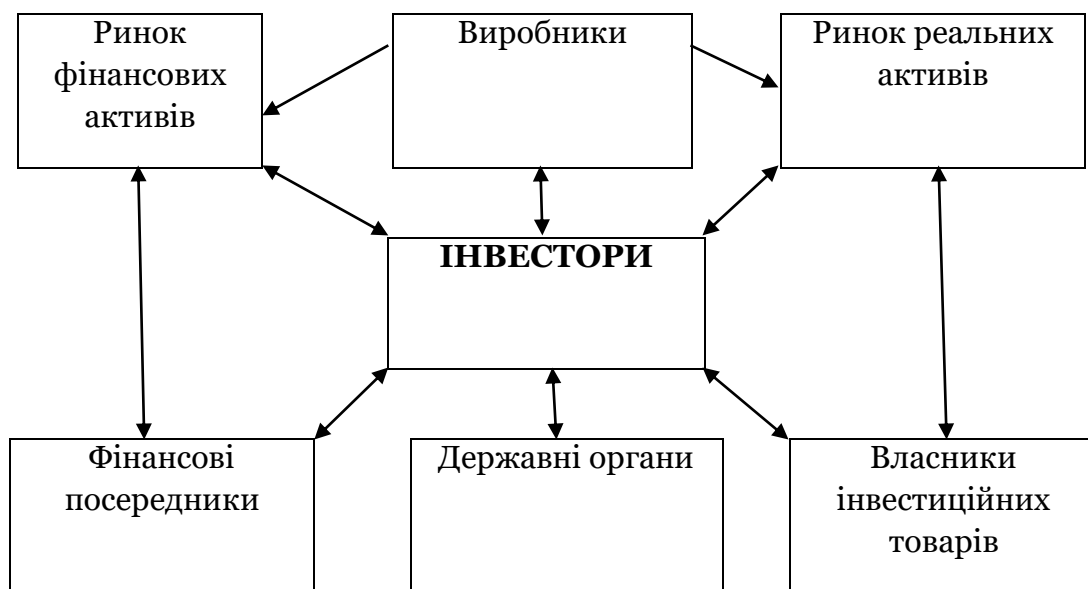 Ринок
фінансових
активів
Виробники
Ринок реальних
активів
ІНВЕСТОРИ
Фінансові
посередники
Державні органи
Власники
інвестиційних
товарів